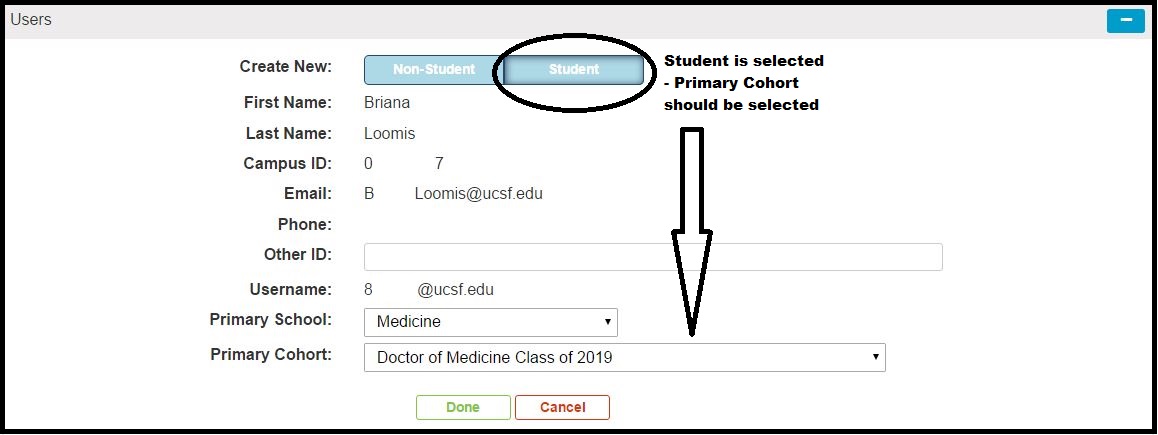 Users
Create New: Non-Student Student
Student is selected
- Primary Cohort
should be selected
First Name: Briana
Last Name: Loomis
Campus ID: 0 7
Email: B Loomis@ucsf.edu
Phone:
Other ID:
Username: 8 @ucsf.edu
Primary School: Medicine
Primary Cohort: Doctor of Medicine Class of 2019
Done Cancel